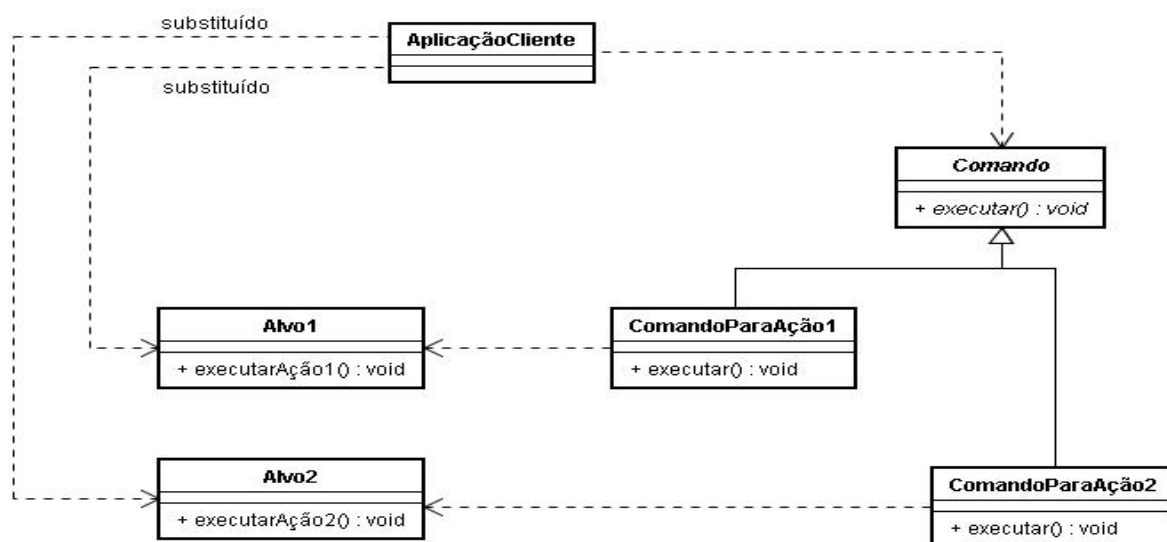 substituído
AplicaçãoCliente
substituído
Comando
+ executar() : void
Alvo1
+ executarAção1() : void
ComandoParaAção1
+ executar() : void
Alvo2
+ executarAção2() : void
ComandoParaAção2
+ executar() : void